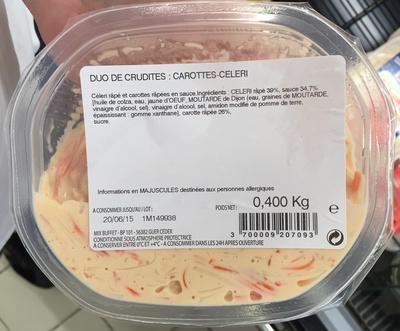 DUO DE CRUDITES : CAROTTES-CELERI
Céleri râpé et carottes râpées en sauce.Ingrédients : CELERI râpé 39%, sauce 34,7%
[huile de colza, eau, jaune d'OEUF, MOUTARDE de Dijon (eau, graines de MOUTARDE,
vinaigre d'alcool, sel), vinaigre d'alcool, sel, amidon modifié de pomme de terre,
épaississant : gomme xanthane], carotte râpée 26%,
sucre.
Informations en MAJUSCULES destinées aux personnes allergiques
A CONSOMMER JUSQU'AU / LOT :
20/06/15 1M149938
POIDS NET :
0,400 Kg
MIX BUFFET - BP 101 - 56382 GUER CEDEX
CONDITIONNE SOUS ATMOSPHERE PROTECTRICE
A CONSERVER ENTRE 0°C ET +4°C - A CONSOMMER DANS LES 24H APRES OUVERTURE
3 700009 207093 e